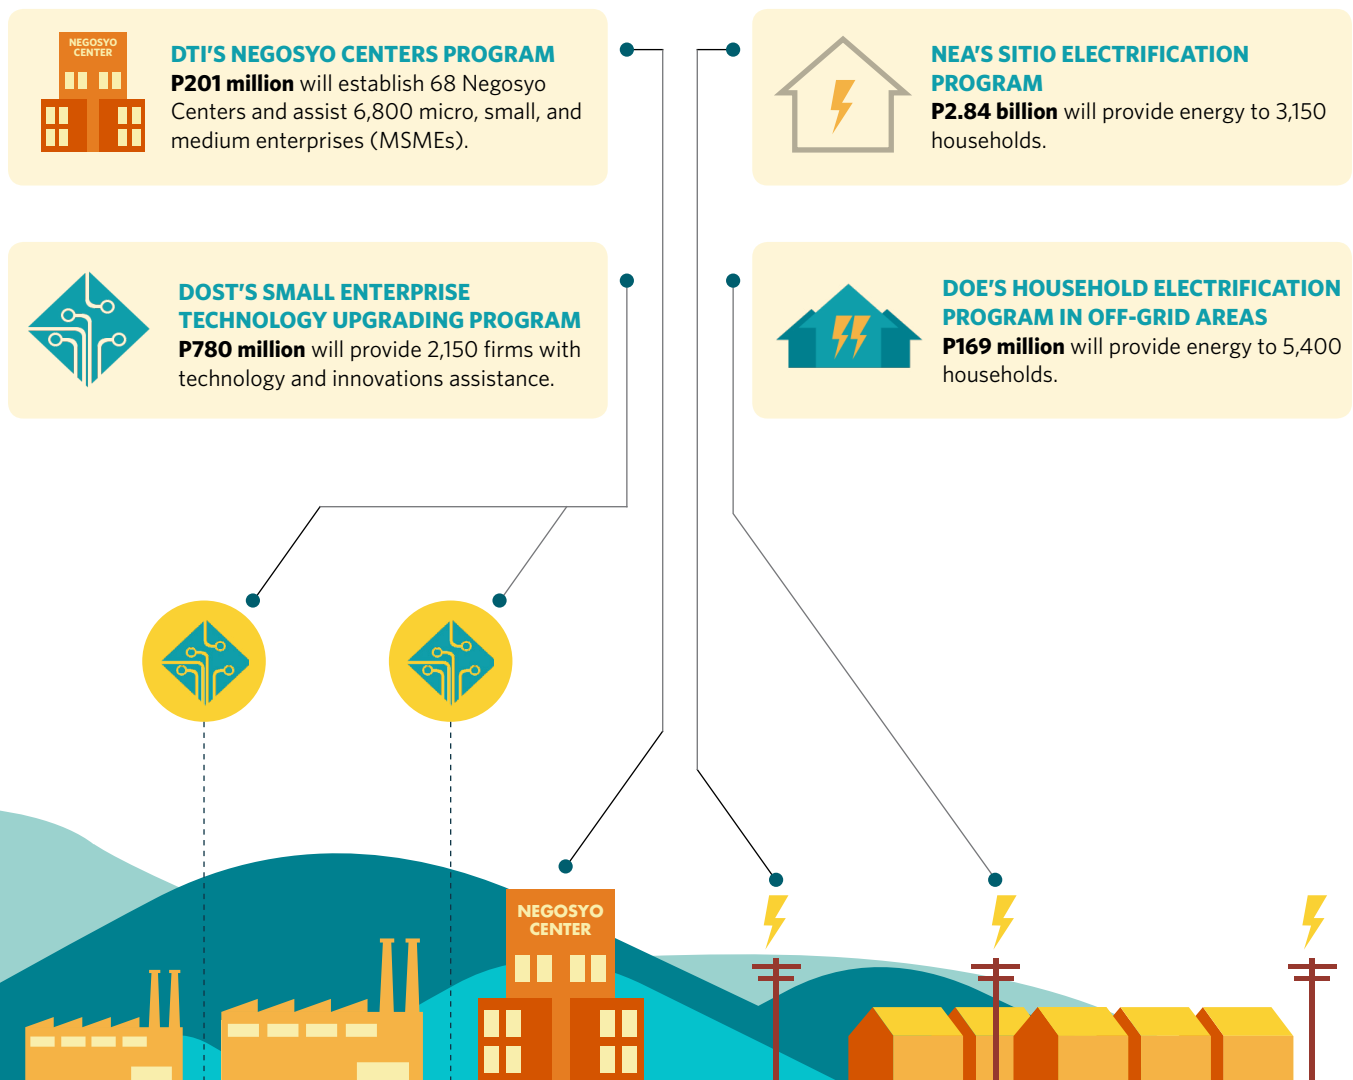 NEGOSYO
CENTER
DTI'S NEGOSYO CENTERS PROGRAM
P201 million will establish 68 Negosyo
Centers and assist 6,800 micro, small, and
medium enterprises (MSMEs).
NEA'S SITIO ELECTRIFICATION
PROGRAM
P2.84 billion will provide energy to 3,150
households.
DOST'S SMALL ENTERPRISE
TECHNOLOGY UPGRADING PROGRAM
P780 million will provide 2,150 firms with
technology and innovations assistance.
DOE'S HOUSEHOLD ELECTRIFICATION
PROGRAM IN OFF-GRID AREAS
P169 million will provide energy to 5,400
households.
NEGOSYO
CENTER